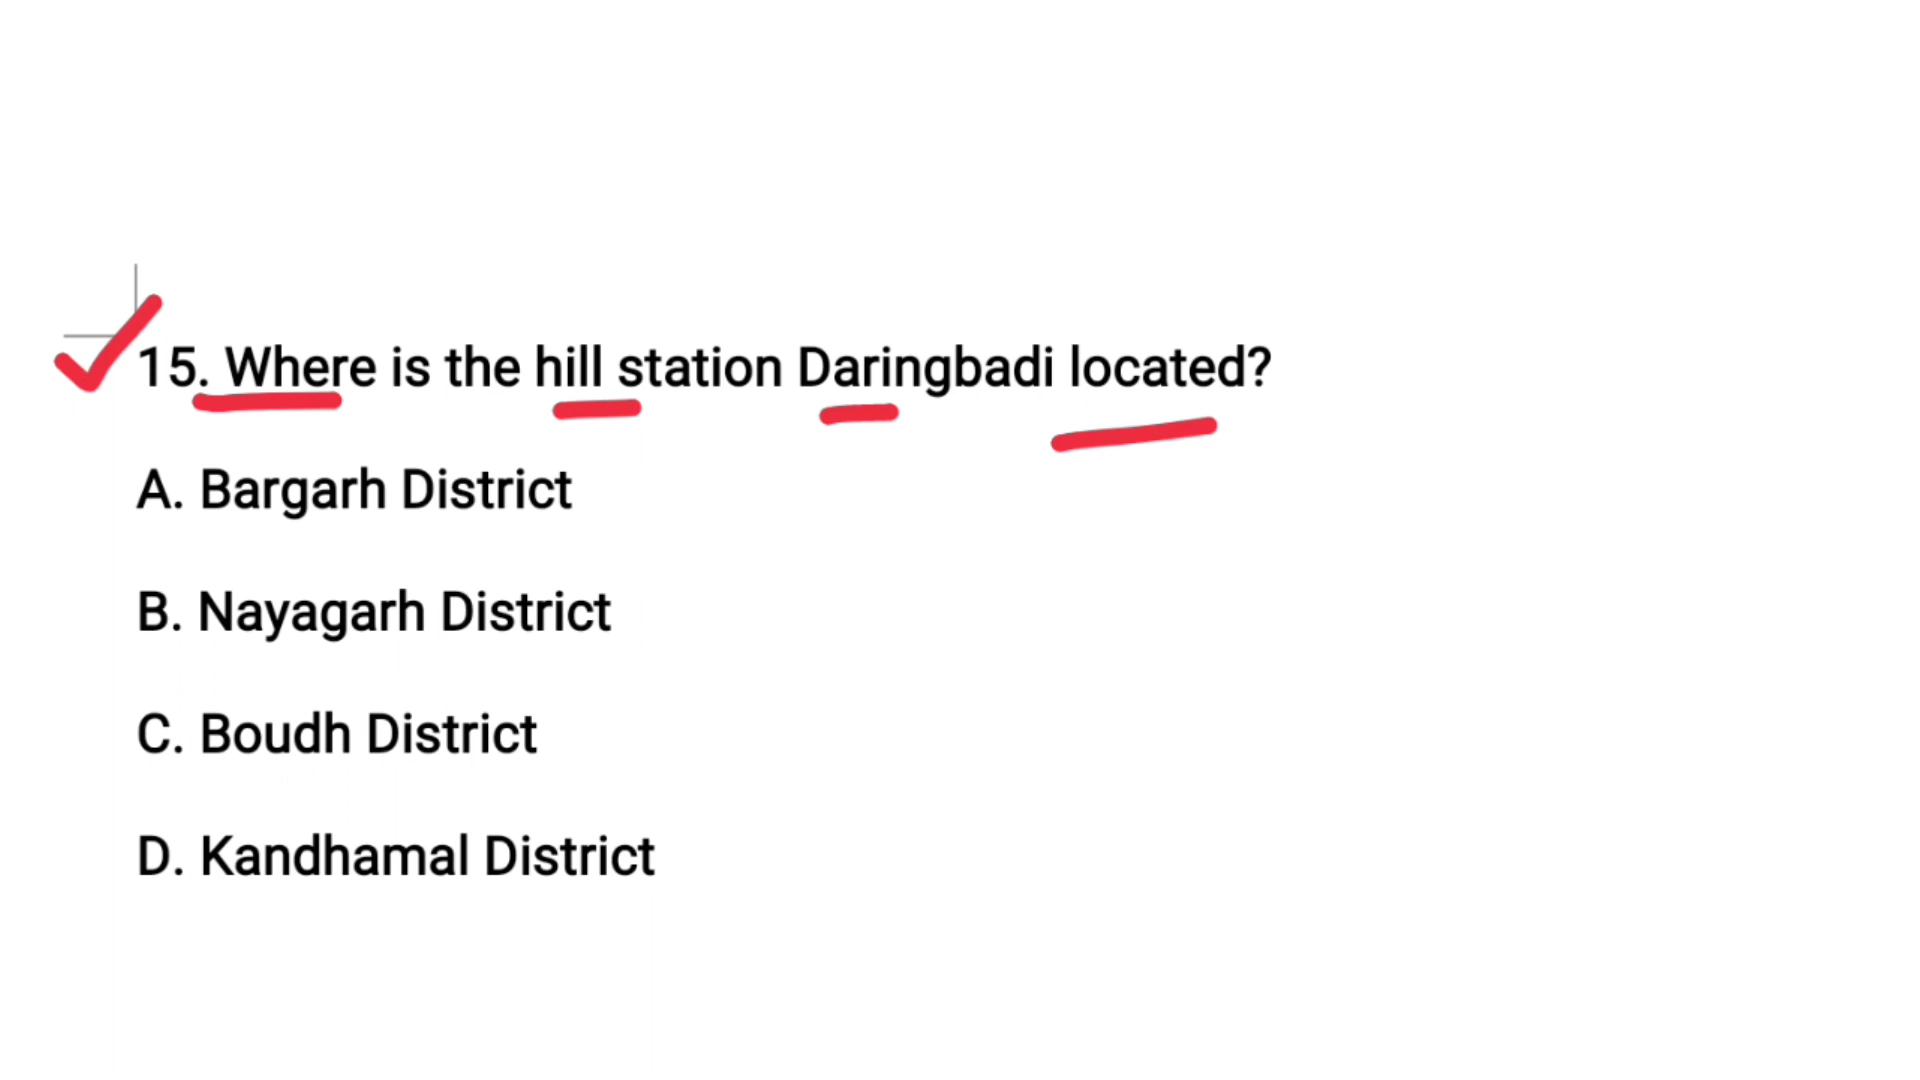 15. Where is the hill station Daringbadi located?
A. Bargarh District
B. Nayagarh District
C. Boudh District
D. Kandhamal District